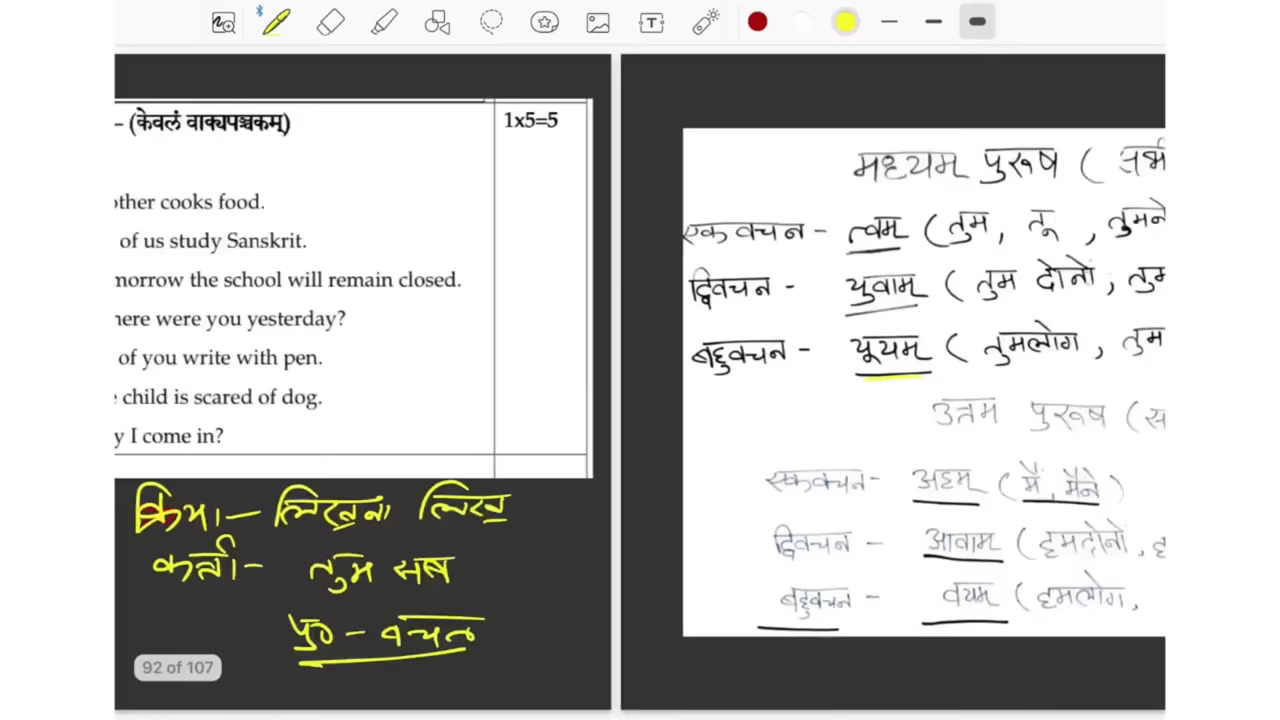 – (केवलं वाक्यपञ्चकम्) 1x5=5
other cooks food.
of us study Sanskrit.
morrow the school will remain closed.
here were you yesterday?
of you write with pen.
child is scared of dog.
y I come in?
क्रिया – लिखना लिख
कर्त्ता – तुम सब
पु० – वचन
92 of 107
मध्यम पुरूष (
एकवचन – त्वम् (तुम, तू , तुमने
द्विवचन – युवाम् ( तुम दोनों , तुम
बहुवचन – यूयम् ( तुमलोग , तुम
उत्तम पुरूष (स
एकवचन – अहम् (मैं, मैंने)
द्विवचन – आवाम् (हमदोनों, ह
बहुवचन – वयम् (हमलोग,